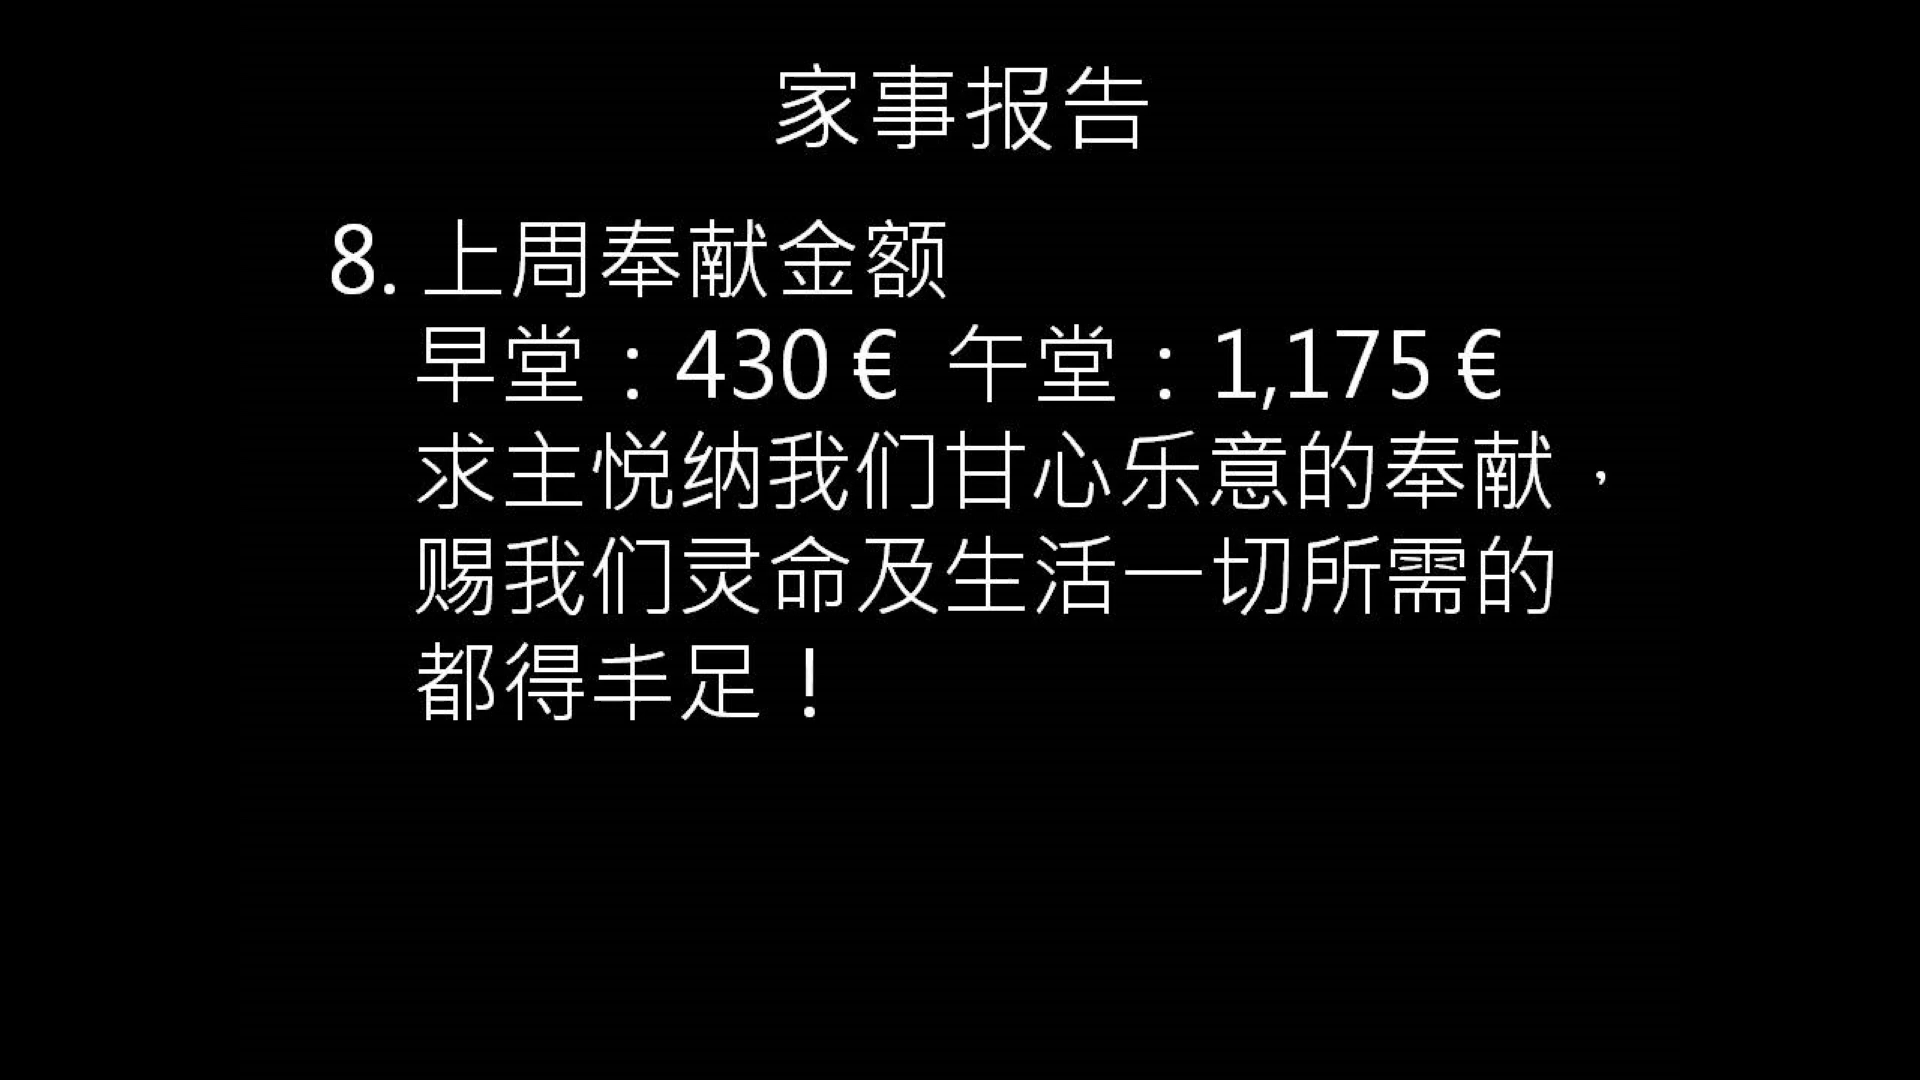 家事报告
8. 上周奉献金额
早堂：430 € 午堂：1,175 €
求主悦纳我们甘心乐意的奉献，
赐我们灵命及生活一切所需的
都得丰足！